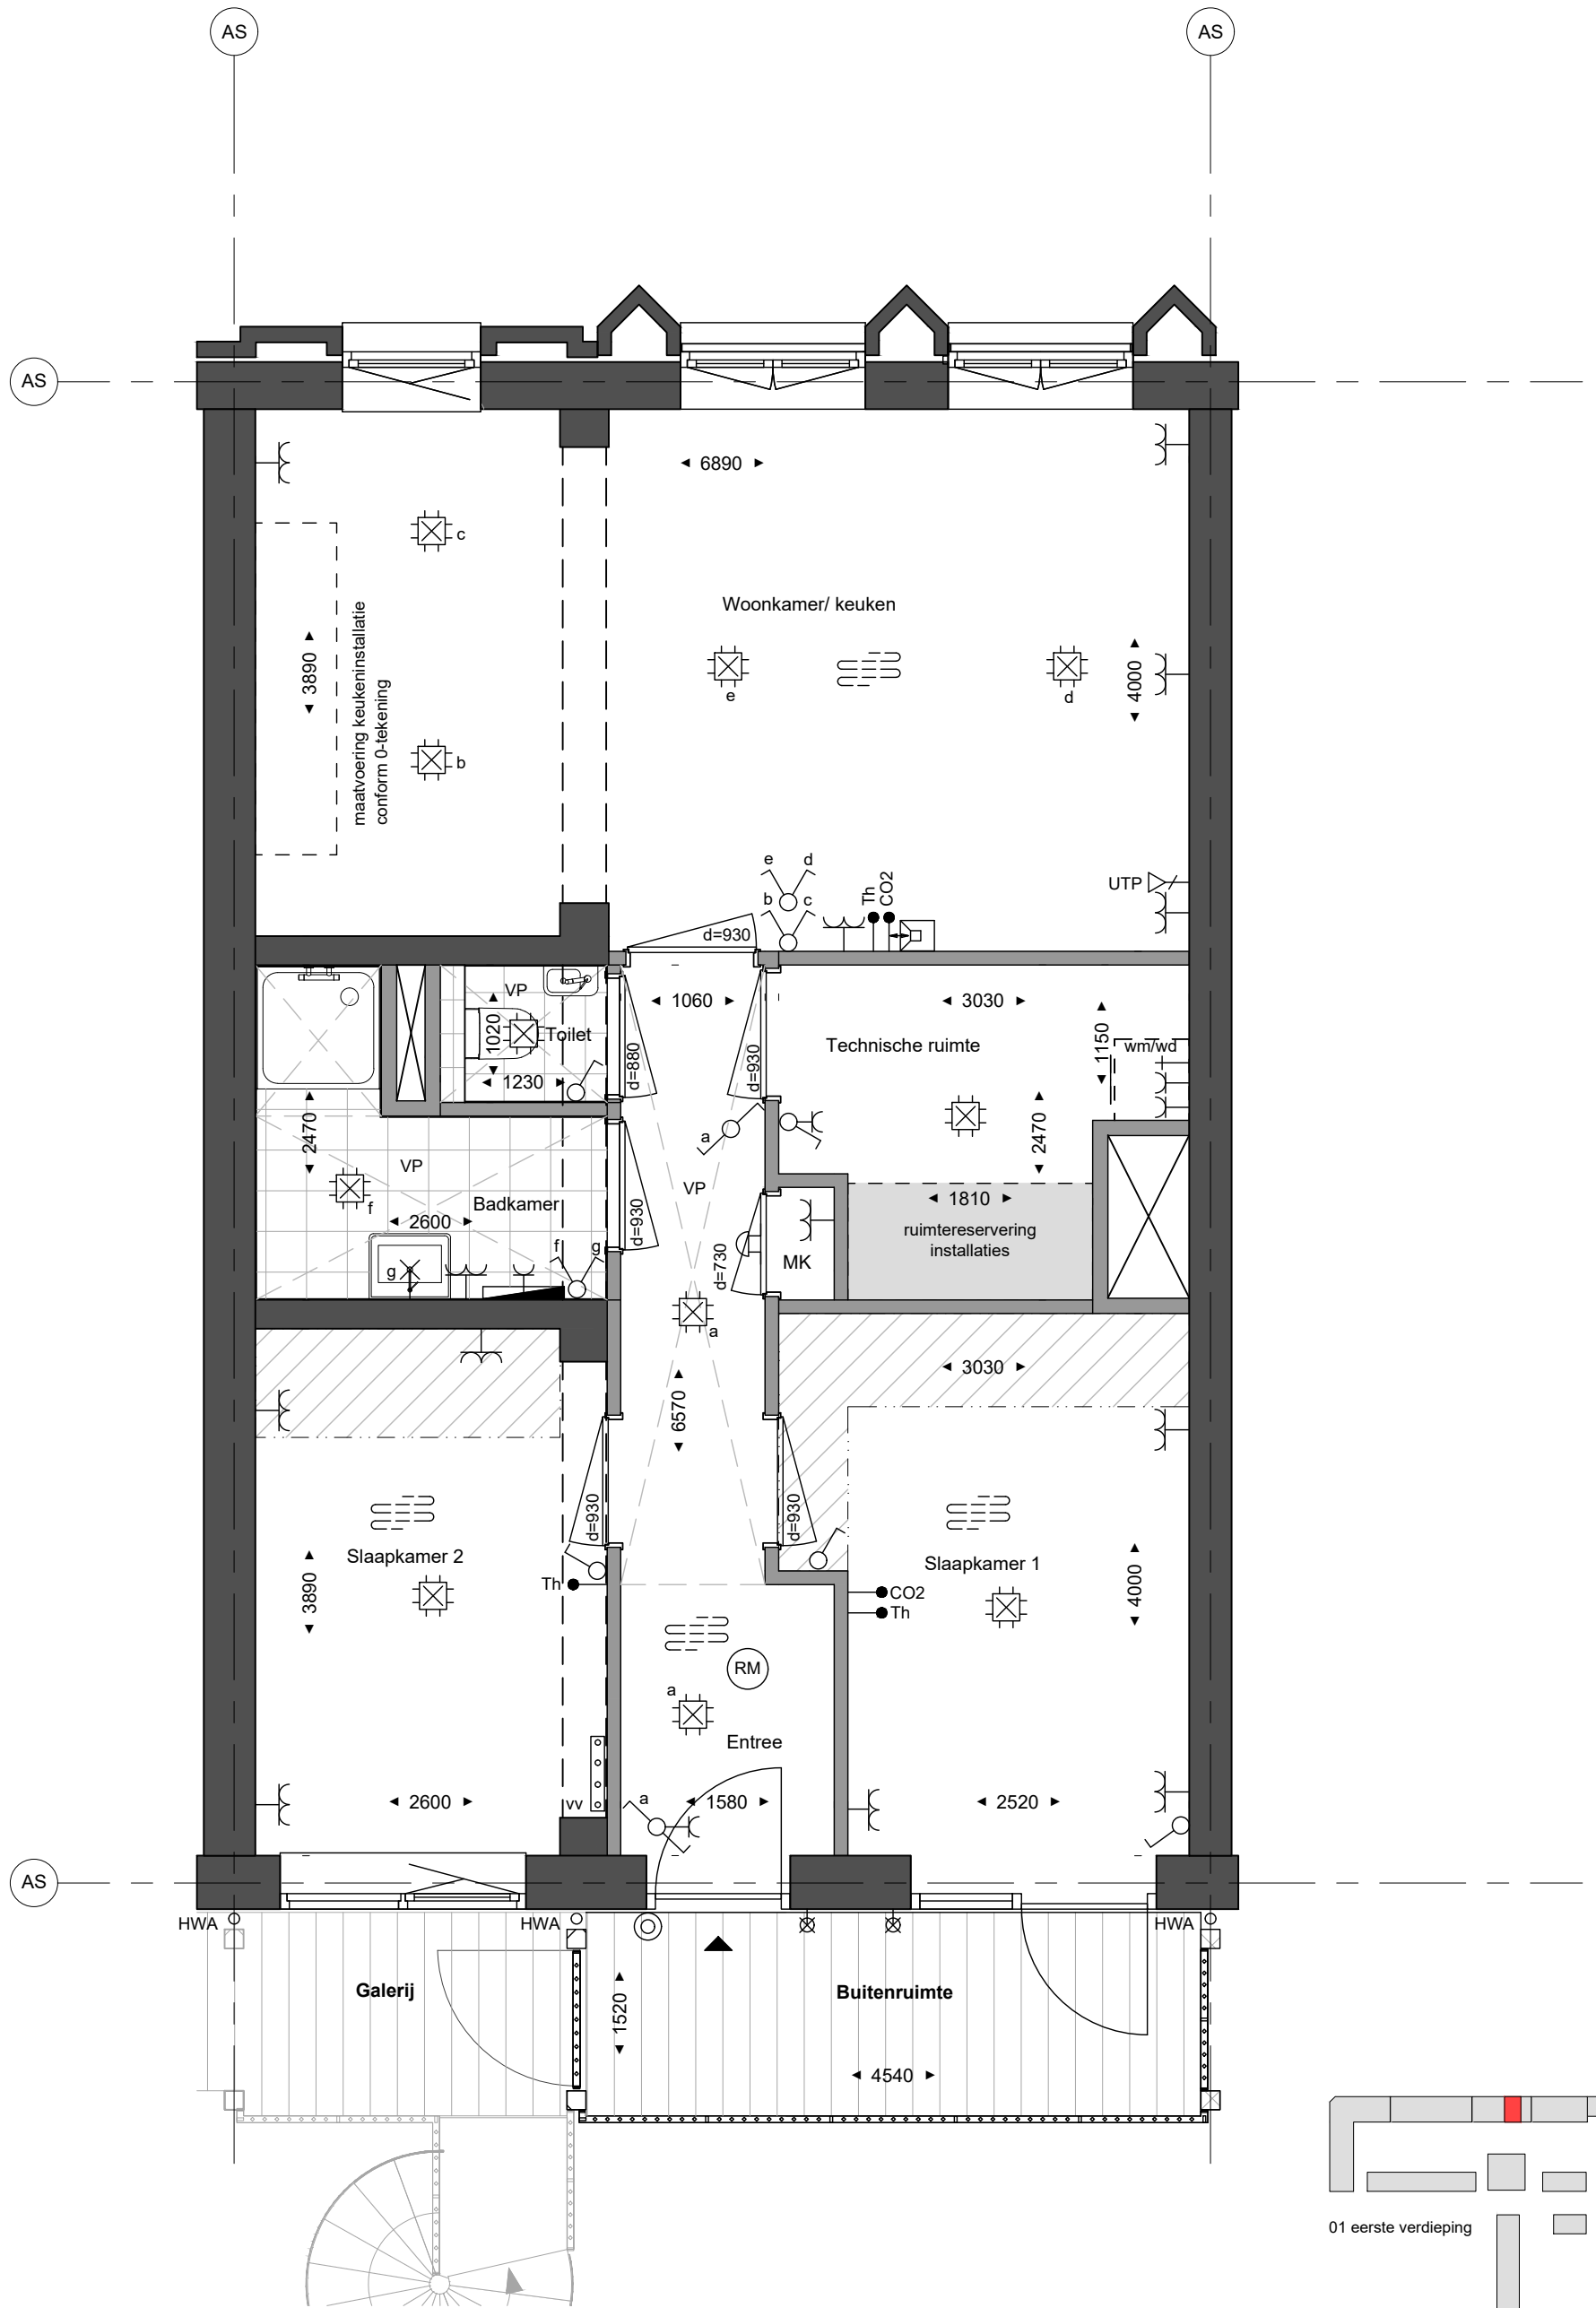 AS
AS
AS
6890
c
Woonkamer/ keuken
3890
maatvoering keukeninstallatie
conform 0-tekening
e
d
4000
b
e
d
b
c
Th
CO2
UTP
d=930
VP
1020
Toilet
1230
d=880
1060
d=930
3030
Technische ruimte
1150
wm/wd
2470
VP
f
Badkamer
2600
g
f
g
d=930
a
VP
d=730
MK
2470
1810
ruimtereservering
installaties
a
3030
6570
d=930
d=930
Slaapkamer 2
3890
Th
Slaapkamer 1
CO2
Th
4000
RM
a
Entree
2600
vv
a
1580
2520
AS
HWA
HWA
HWA
Galerij
1520
Buitenruimte
4540
01 eerste verdieping